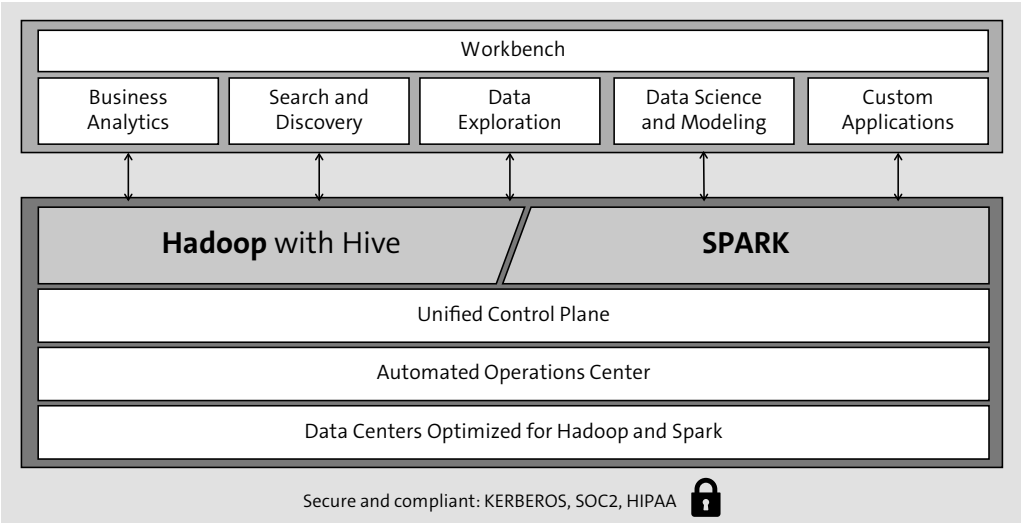 Workbench
Business
Analytics
Search and
Discovery
Data
Exploration
Data Science
and Modeling
Custom
Applications
Hadoop with Hive
SPARK
Unified Control Plane
Automated Operations Center
Data Centers Optimized for Hadoop and Spark
Secure and compliant: KERBEROS, SOC2, HIPAA